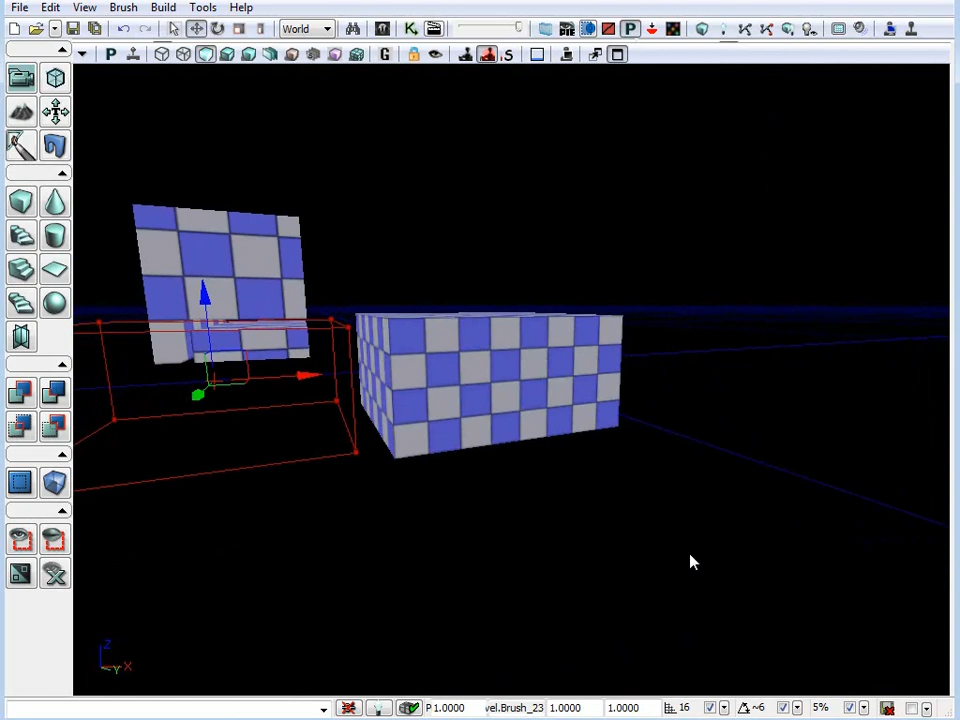 File Edit View Brush Build Tools Help
World
K
P
P
G
S
Z
Y X
P 1.0000 vel.Brush_23 1.0000 1.0000 16 ~6 5%